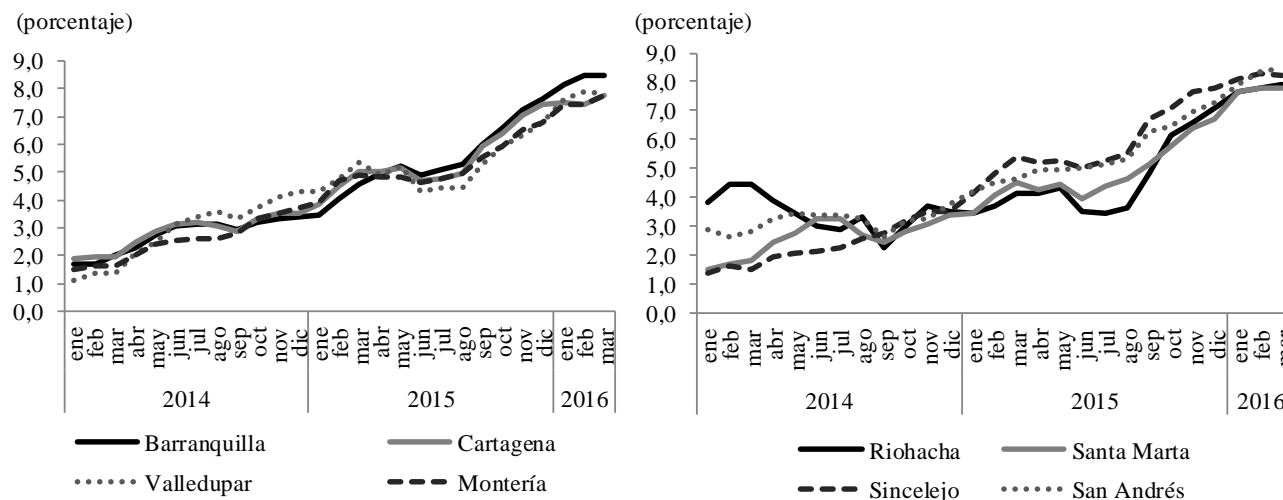 (porcentaje)
9,0
8,0
7,0
6,0
5,0
4,0
3,0
2,0
1,0
0,0
ene feb mar abr may jun jul ago sep oct nov dic ene feb mar abr may jun jul ago sep oct nov dic ene feb mar
2014 2015 2016
Barranquilla Cartagena
Valledupar Montería
(porcentaje)
9,0
8,0
7,0
6,0
5,0
4,0
3,0
2,0
1,0
0,0
ene feb mar abr may jun jul ago sep oct nov dic ene feb mar abr may jun jul ago sep oct nov dic ene feb mar
2014 2015 2016
Riohacha Santa Marta
Sincelejo San Andrés